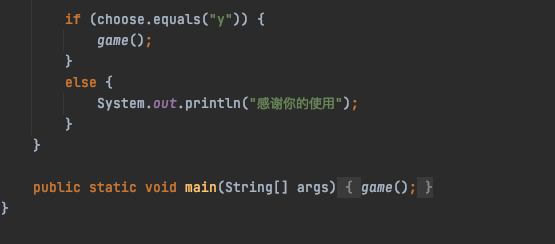 if (choose.equals("y")) {
game();
}
else {
System.out.println("感谢你的使用");
}
}
public static void main(String[] args) { game(); }
}